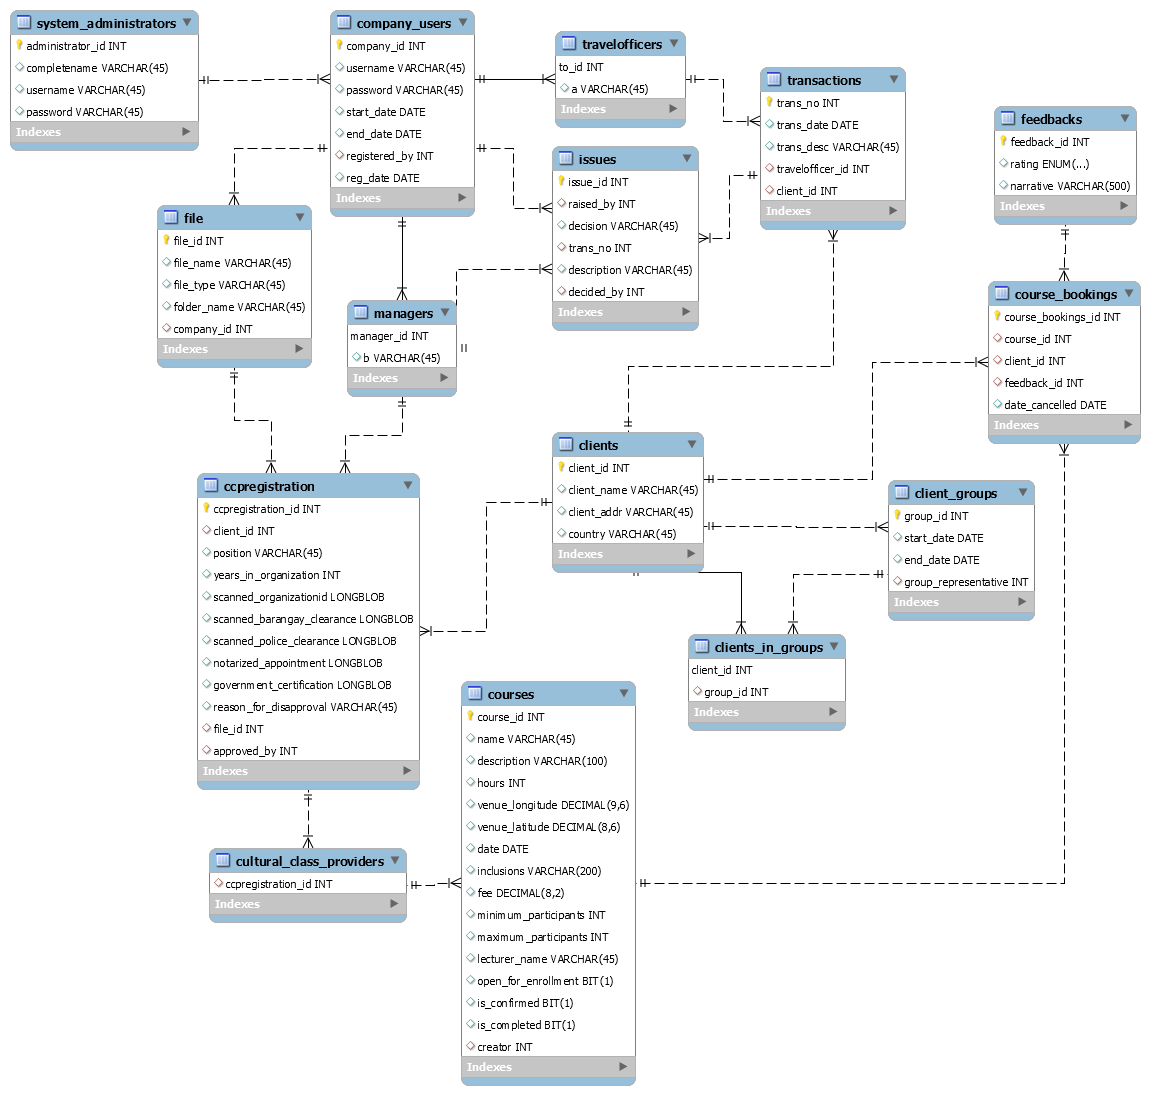 system_administrators
administrator_id INT
completename VARCHAR(45)
username VARCHAR(45)
password VARCHAR(45)
Indexes
company_users
company_id INT
username VARCHAR(45)
password VARCHAR(45)
start_date DATE
end_date DATE
registered_by INT
reg_date DATE
Indexes
travelofficers
to_id INT
a VARCHAR(45)
Indexes
transactions
trans_no INT
trans_date DATE
trans_desc VARCHAR(45)
travelofficer_id INT
client_id INT
Indexes
feedbacks
feedback_id INT
rating ENUM(...)
narrative VARCHAR(500)
Indexes
issues
issue_id INT
raised_by INT
decision VARCHAR(45)
trans_no INT
description VARCHAR(45)
decided_by INT
Indexes
file
file_id INT
file_name VARCHAR(45)
file_type VARCHAR(45)
folder_name VARCHAR(45)
company_id INT
Indexes
managers
manager_id INT
b VARCHAR(45)
Indexes
course_bookings
course_bookings_id INT
course_id INT
client_id INT
feedback_id INT
date_cancelled DATE
Indexes
clients
client_id INT
client_name VARCHAR(45)
client_addr VARCHAR(45)
country VARCHAR(45)
Indexes
client_groups
group_id INT
start_date DATE
end_date DATE
group_representative INT
Indexes
ccpregistration
ccpregistration_id INT
client_id INT
position VARCHAR(45)
years_in_organization INT
scanned_organizationid LONGBLOB
scanned_barangay_clearance LONGBLOB
scanned_police_clearance LONGBLOB
notarized_appointment LONGBLOB
government_certification LONGBLOB
reason_for_disapproval VARCHAR(45)
file_id INT
approved_by INT
Indexes
clients_in_groups
client_id INT
group_id INT
Indexes
courses
course_id INT
name VARCHAR(45)
description VARCHAR(100)
hours INT
venue_longitude DECIMAL(9,6)
venue_latitude DECIMAL(8,6)
date DATE
inclusions VARCHAR(200)
fee DECIMAL(8,2)
minimum_participants INT
maximum_participants INT
lecturer_name VARCHAR(45)
open_for_enrollment BIT(1)
is_confirmed BIT(1)
is_completed BIT(1)
creator INT
Indexes
cultural_class_providers
ccpregistration_id INT
Indexes